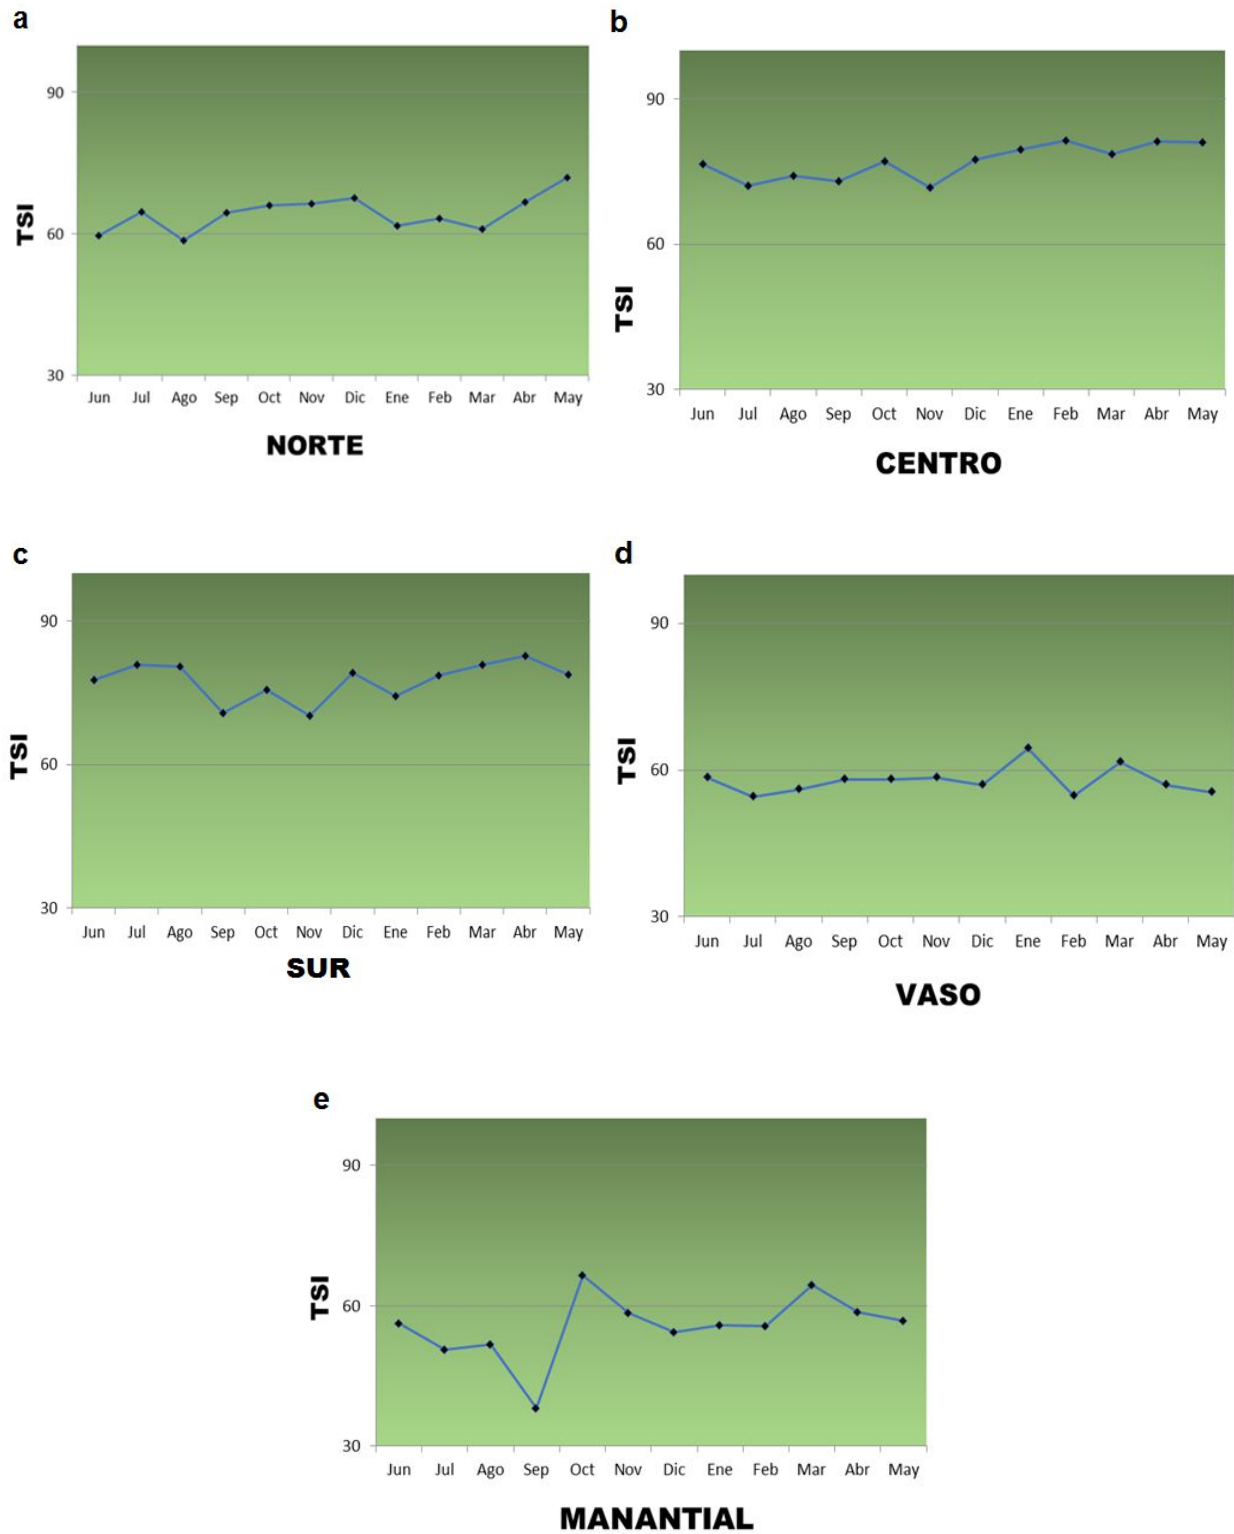 a
90
TSI
60
30
Jun Jul Ago Sep Oct Nov Dic Ene Feb Mar Abr May
NORTE
b
90
60
TSI
30
Jun Jul Ago Sep Oct Nov Dic Ene Feb Mar Abr May
CENTRO
c
90
TSI
60
30
Jun Jul Ago Sep Oct Nov Dic Ene Feb Mar Abr May
SUR
d
90
TSI
60
30
Jun Jul Ago Sep Oct Nov Dic Ene Feb Mar Abr May
VASO
e
90
TSI
60
30
Jun Jul Ago Sep Oct Nov Dic Ene Feb Mar Abr May
MANANTIAL